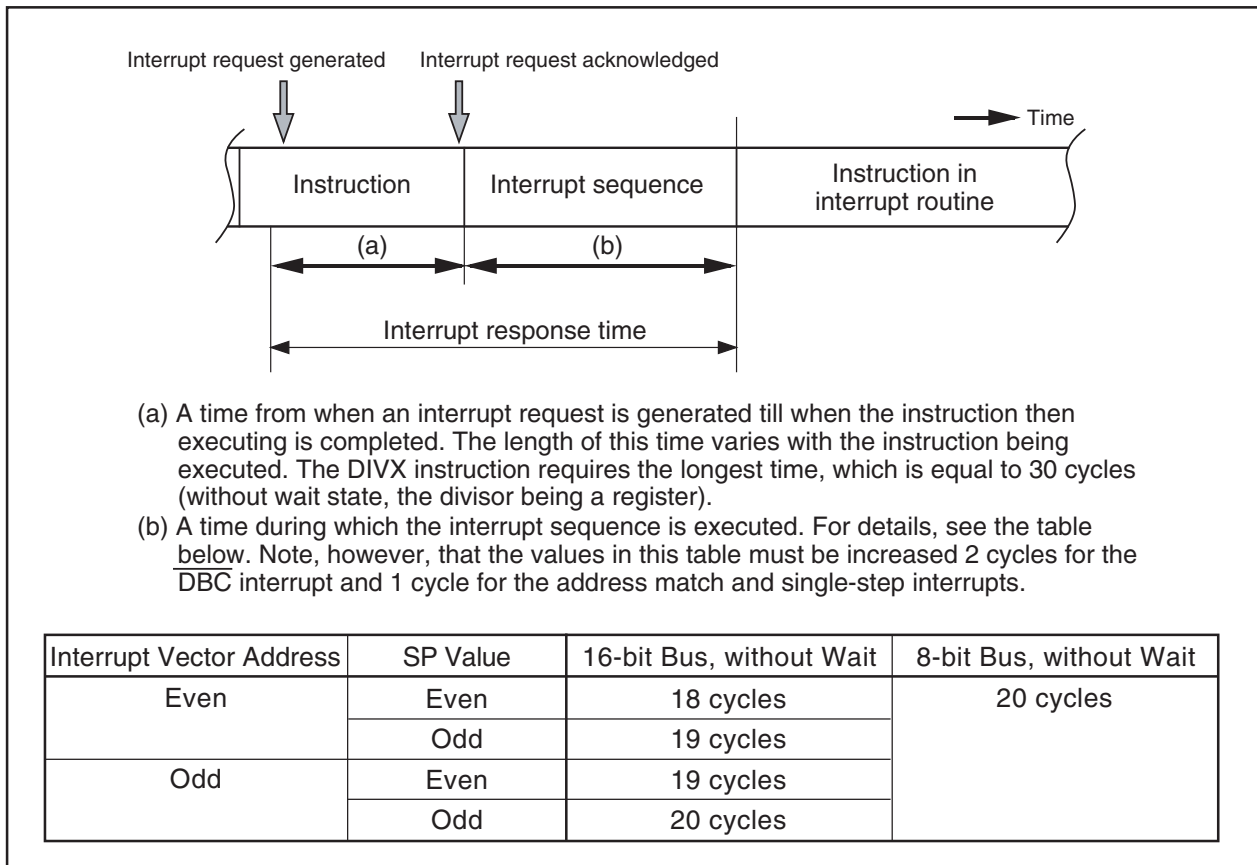 Interrupt request generated
Interrupt request acknowledged
Time
Instruction
Interrupt sequence
Instruction in
interrupt routine
(a)
(b)
Interrupt response time
(a) A time from when an interrupt request is generated till when the instruction then
executing is completed. The length of this time varies with the instruction being
executed. The DIVX instruction requires the longest time, which is equal to 30 cycles
(without wait state, the divisor being a register).
(b) A time during which the interrupt sequence is executed. For details, see the table
below. Note, however, that the values in this table must be increased 2 cycles for the
DBC interrupt and 1 cycle for the address match and single-step interrupts.
Interrupt Vector Address SP Value 16-bit Bus, without Wait 8-bit Bus, without Wait
Even Even 18 cycles 20 cycles
Odd 19 cycles
Odd Even 19 cycles
Odd 20 cycles